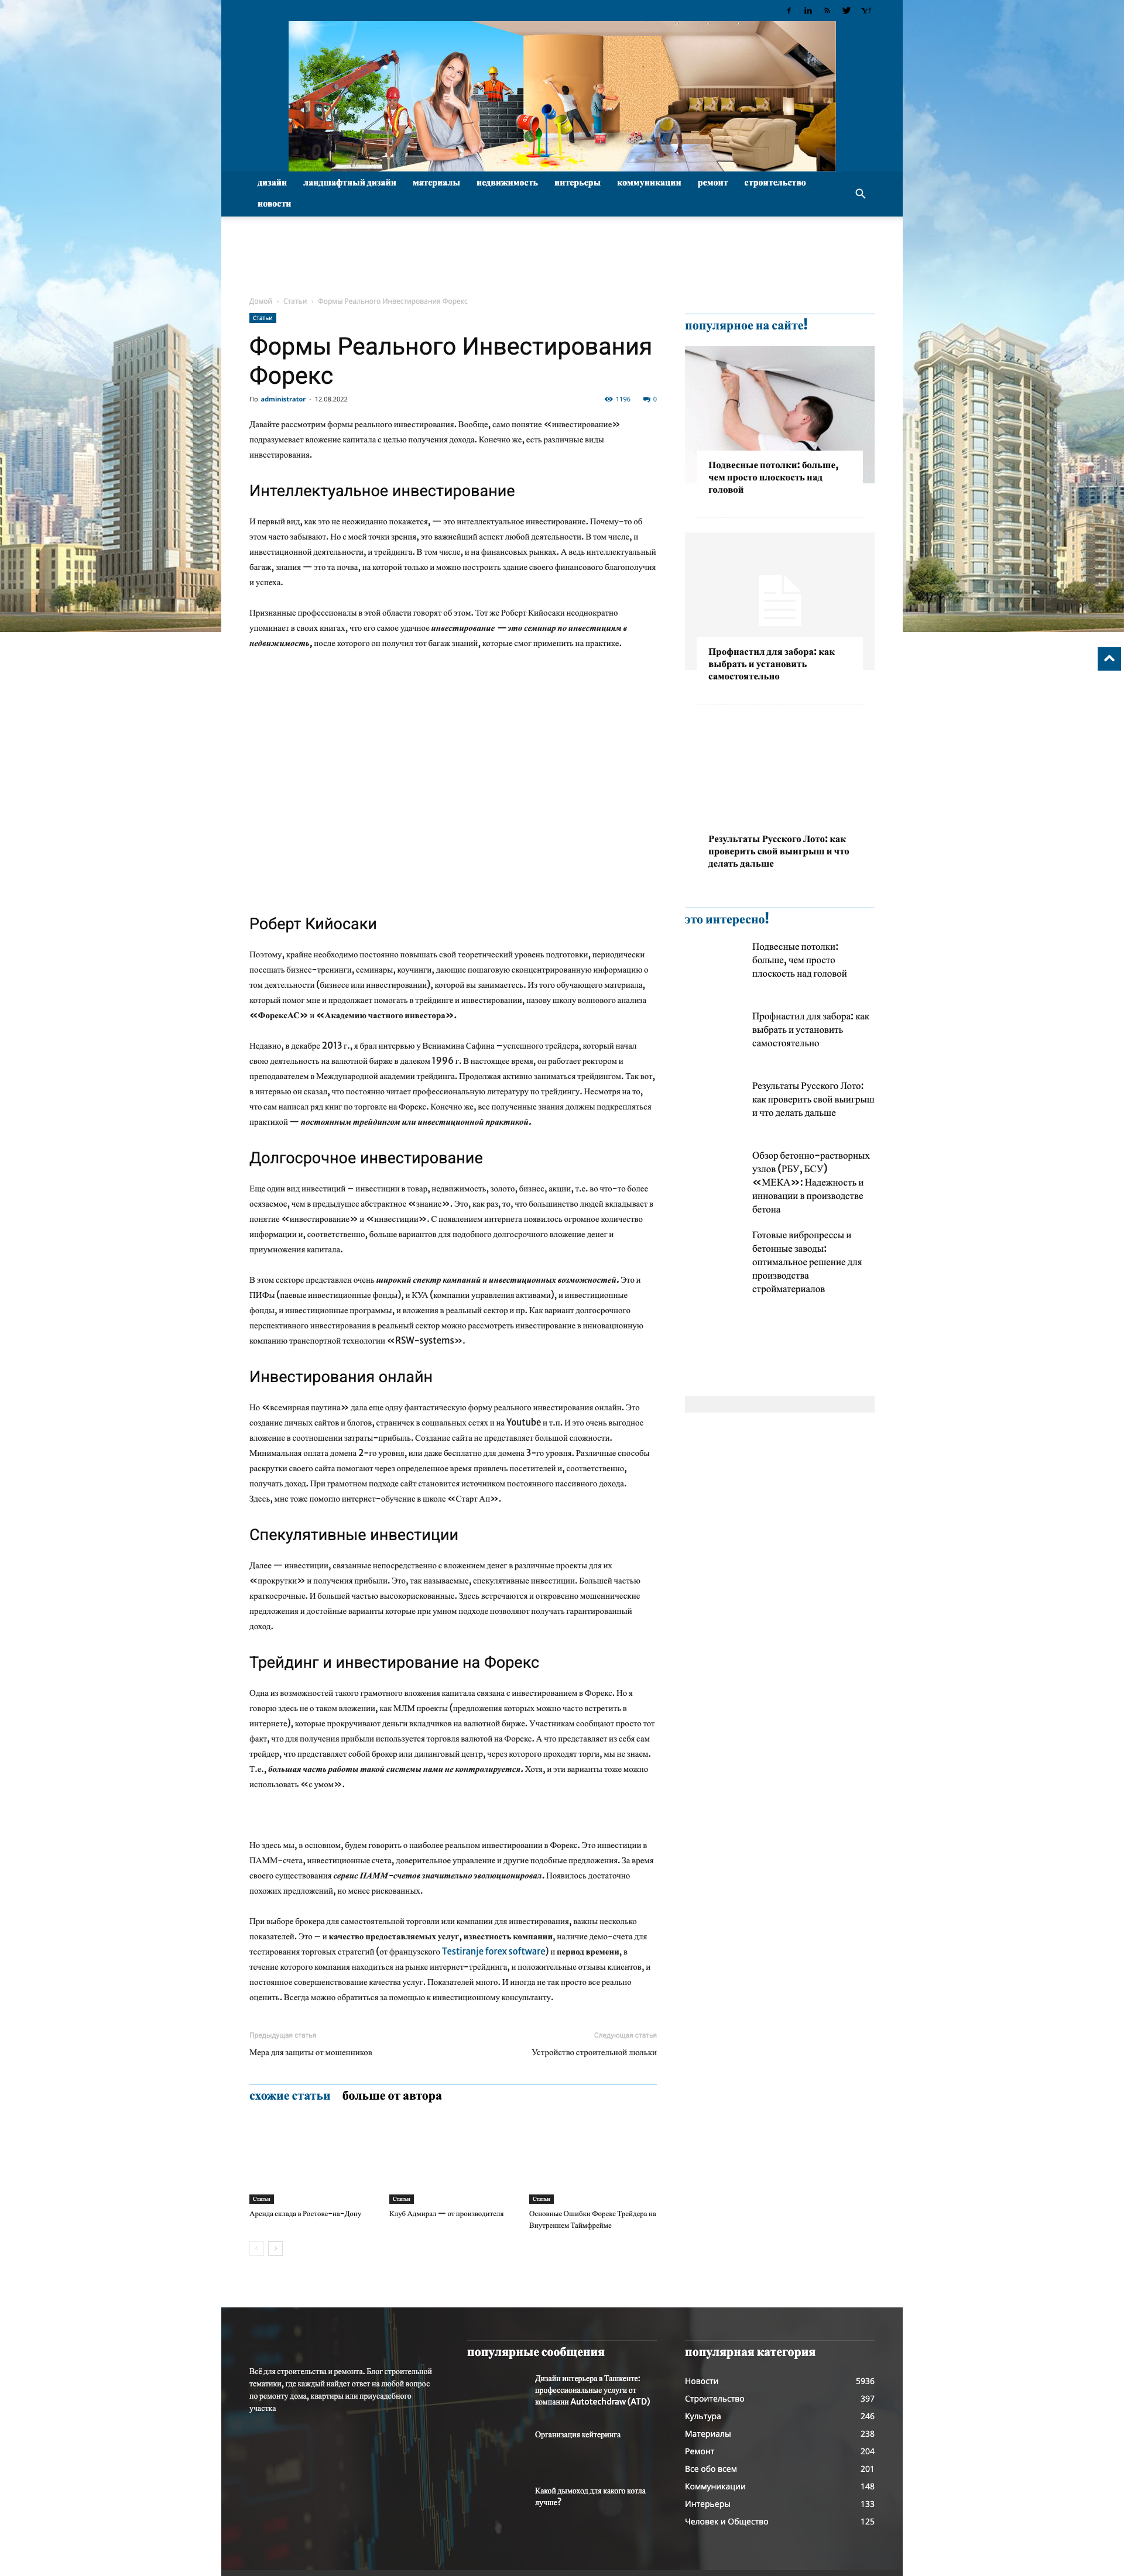 дизайн
ландшафтный дизайн
материалы
недвижимость
интерьеры
коммуникации
ремонт
строительство
новости
Домой › Статьи › Формы Реального Инвестирования Форекс
Статьи
Формы Реального Инвестирования
Форекс
По administrator - 12.08.2022
1196
0
Давайте рассмотрим формы реального инвестирования. Вообще, само понятие «инвестирование»
подразумевает вложение капитала с целью получения дохода. Конечно же, есть различные виды
инвестирования.
Интеллектуальное инвестирование
И первый вид, как это не неожиданно покажется, — это интеллектуальное инвестирование. Почему-то об
этом часто забывают. Но с моей точки зрения, это важнейший аспект любой деятельности. В том числе, и
инвестиционной деятельности, и трейдинга. В том числе, и на финансовых рынках. А ведь интеллектуальный
багаж, знания — это та почва, на которой только и можно построить здание своего финансового благополучия
и успеха.
Признанные профессионалы в этой области говорят об этом. Тот же Роберт Кийосаки неоднократно
упоминает в своих книгах, что его самое удачное инвестирование — это семинар по инвестициям в
недвижимость, после которого он получил тот багаж знаний, которые смог применить на практике.
Роберт Кийосаки
Поэтому, крайне необходимо постоянно повышать свой теоретический уровень подготовки, периодически
посещать бизнес-тренинги, семинары, коучинги, дающие пошаговую сконцентрированную информацию о
том деятельности (бизнесе или инвестировании), которой вы занимаетесь. Из того обучающего материала,
который помог мне и продолжает помогать в трейдинге и инвестировании, назову школу волнового анализа
«ФорексАС» и «Академию частного инвестора».
Недавно, в декабре 2013 г., я брал интервью у Вениамина Сафина –успешного трейдера, который начал
свою деятельность на валютной бирже в далеком 1996 г. В настоящее время, он работает ректором и
преподавателем в Международной академии трейдинга. Продолжая активно заниматься трейдингом. Так вот,
в интервью он сказал, что постоянно читает профессиональную литературу по трейдингу. Несмотря на то,
что сам написал ряд книг по торговле на Форекс. Конечно же, все полученные знания должны подкрепляться
практикой — постоянным трейдингом или инвестиционной практикой.
Долгосрочное инвестирование
Еще один вид инвестиций – инвестиции в товар, недвижимость, золото, бизнес, акции, т.е. во что-то более
осязаемое, чем в предыдущее абстрактное «знание». Это, как раз, то, что большинство людей вкладывает в
понятие «инвестирование» и «инвестиции». С появлением интернета появилось огромное количество
информации и, соответственно, больше вариантов для подобного долгосрочного вложение денег и
приумножения капитала.
В этом секторе представлен очень широкий спектр компаний и инвестиционных возможностей. Это и
ПИФы (паевые инвестиционные фонды), и КУА (компании управления активами), и инвестиционные
фонды, и инвестиционные программы, и вложения в реальный сектор и пр. Как вариант долгосрочного
перспективного инвестирования в реальный сектор можно рассмотреть инвестирование в инновационную
компанию транспортной технологии «RSW-systems».
Инвестирования онлайн
Но «всемирная паутина» дала еще одну фантастическую форму реального инвестирования онлайн. Это
создание личных сайтов и блогов, страничек в социальных сетях и на Youtube и т.п. И это очень выгодное
вложение в соотношении затраты-прибыль. Создание сайта не представляет большой сложности.
Минимальная оплата домена 2-го уровня, или даже бесплатно для домена 3-го уровня. Различные способы
раскрутки своего сайта помогают через определенное время привлечь посетителей и, соответственно,
получать доход. При грамотном подходе сайт становится источником постоянного пассивного дохода.
Здесь, мне тоже помогло интернет-обучение в школе «Старт Ап».
Спекулятивные инвестиции
Далее — инвестиции, связанные непосредственно с вложением денег в различные проекты для их
«прокрутки» и получения прибыли. Это, так называемые, спекулятивные инвестиции. Большей частью
краткосрочные. И большей частью высокорискованные. Здесь встречаются и откровенно мошеннические
предложения и достойные варианты которые при умном подходе позволяют получать гарантированный
доход.
Трейдинг и инвестирование на Форекс
Одна из возможностей такого грамотного вложения капитала связана с инвестированием в Форекс. Но я
говорю здесь не о таком вложении, как МЛМ проекты (предложения которых можно часто встретить в
интернете), которые прокручивают деньги вкладчиков на валютной бирже. Участникам сообщают просто тот
факт, что для получения прибыли используется торговля валютой на Форекс. А что представляет из себя сам
трейдер, что представляет собой брокер или дилинговый центр, через которого проходят торги, мы не знаем.
Т.е., большая часть работы такой системы нами не контролируется. Хотя, и эти варианты тоже можно
использовать «с умом».
Но здесь мы, в основном, будем говорить о наиболее реальном инвестировании в Форекс. Это инвестиции в
ПАММ-счета, инвестиционные счета, доверительное управление и другие подобные предложения. За время
своего существования сервис ПАММ-счетов значительно эволюционировал. Появилось достаточно
похожих предложений, но менее рискованных.
При выборе брокера для самостоятельной торговли или компании для инвестирования, важны несколько
показателей. Это – и качество предоставляемых услуг, известность компании, наличие демо-счета для
тестирования торговых стратегий (от французского Testiranje forex software) и период времени, в
течение которого компания находиться на рынке интернет-трейдинга, и положительные отзывы клиентов, и
постоянное совершенствование качества услуг. Показателей много. И иногда не так просто все реально
оценить. Всегда можно обратиться за помощью к инвестиционному консультанту.
Предыдущая статья
Следующая статья
Мера для защиты от мошенников
Устройство строительной люльки
схожие статьи
больше от автора
Статьи
Аренда склада в Ростове-на-Дону
Статьи
Клуб Адмирал — от производителя
Статьи
Основные Ошибки Форекс Трейдера на
Внутреннем Таймфрейме
популярное на сайте!
Подвесные потолки: больше,
чем просто плоскость над
головой
Профнастил для забора: как
выбрать и установить
самостоятельно
Результаты Русского Лото: как
проверить свой выигрыш и что
делать дальше
это интересно!
Подвесные потолки:
больше, чем просто
плоскость над головой
Профнастил для забора: как
выбрать и установить
самостоятельно
Результаты Русского Лото:
как проверить свой выигрыш
и что делать дальше
Обзор бетонно-растворных
узлов (РБУ, БСУ)
«МЕКА»: Надежность и
инновации в производстве
бетона
Готовые вибропрессы и
бетонные заводы:
оптимальное решение для
производства
стройматериалов
Всё для строительства и ремонта. Блог строительной
тематики, где каждый найдет ответ на любой вопрос
по ремонту дома, квартиры или приусадебного
участка
популярные сообщения
Дизайн интерьера в Ташкенте:
профессиональные услуги от
компании Autotechdraw (ATD)
Организация кейтеринга
Какой дымоход для какого котла
лучше?
популярная категория
Новости 5936
Строительство 397
Культура 246
Материалы 238
Ремонт 204
Все обо всем 201
Коммуникации 148
Интерьеры 133
Человек и Общество 125